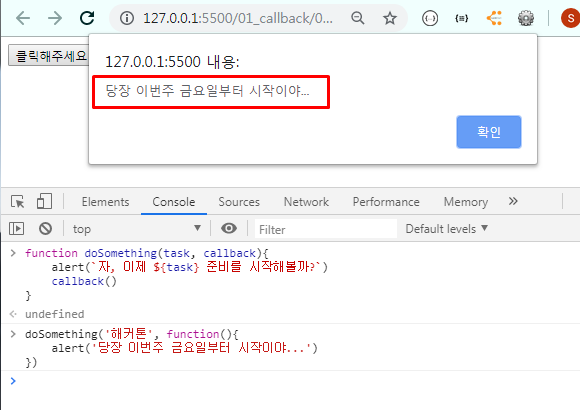 127.0.0.1:5500/01_callback/0...
S
클릭해주세요
127.0.0.1:5500 내용:
당장 이번주 금요일부터 시작이야...
확인
Elements Console Sources Network Performance Memory »
top ▼ Filter Default levels ▼
> function doSomething(task, callback){
alert(`자, 이제 ${task} 준비를 시작해볼까?`)
callback()
}
undefined
> doSomething('해커톤', function(){
alert('당장 이번주 금요일부터 시작이야...')
})
>